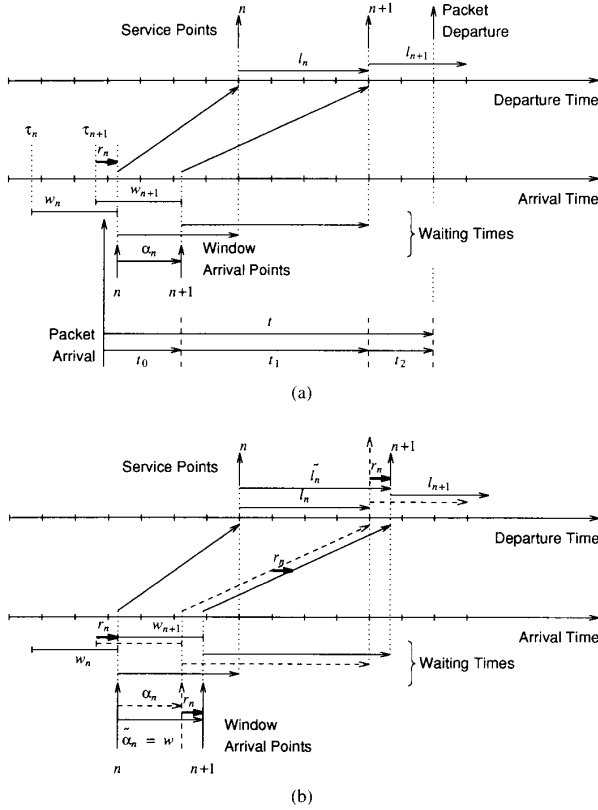 n
n+1
Packet
Departure
Service Points
l_n
l_{n+1}
Departure Time
τ_n
τ_{n+1}
r_n
w_{n+1}
Arrival Time
w_n
Waiting Times
Window
Arrival Points
α_n
n
n+1
t
Packet
Arrival
t_0
t_1
t_2
(a)
n
n+1
Service Points
r_n
l̃_n
l_n
l_{n+1}
Departure Time
r_n
r_n
w_{n+1}
Arrival Time
w_n
Waiting Times
α_n
r_n
Window
Arrival Points
α̃_n = w
n
n+1
(b)